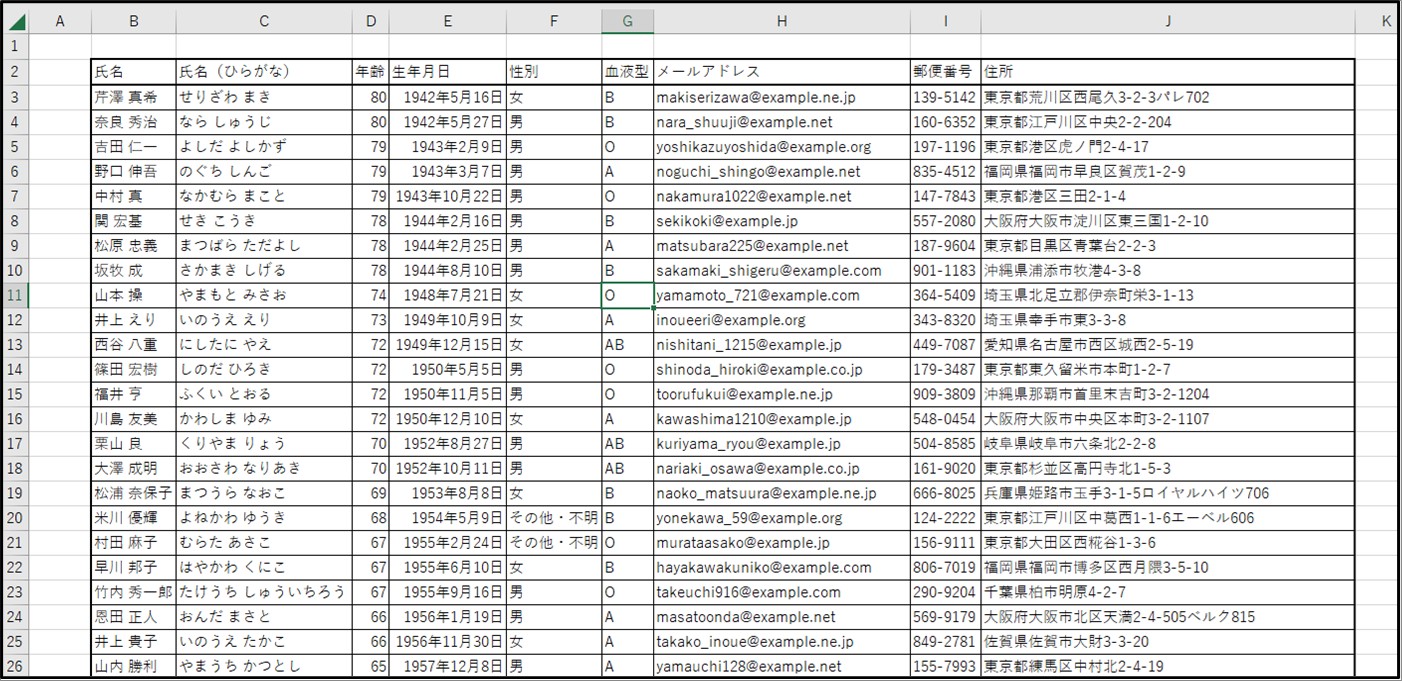 A B C D E F G H I J K
1
2 氏名 氏名（ひらがな） 年齢 生年月日 性別 血液型 メールアドレス 郵便番号 住所
3 芹澤 真希 せりざわ まき 80 1942年5月16日 女 B makiserizawa@example.ne.jp 139-5142 東京都荒川区西尾久3-2-3パレ702
4 奈良 秀治 なら しゅうじ 80 1942年5月27日 男 B nara_shuuji@example.net 160-6352 東京都江戸川区中央2-2-204
5 吉田 仁一 よしだ よしかず 79 1943年2月9日 男 O yoshikazuyoshida@example.org 197-1196 東京都港区虎ノ門2-4-17
6 野口 伸吾 のぐち しんご 79 1943年3月7日 男 A noguchi_shingo@example.net 835-4512 福岡県福岡市早良区賀茂1-2-9
7 中村 真 なかむら まこと 79 1943年10月22日 男 O nakamura1022@example.net 147-7843 東京都港区三田2-1-4
8 関 宏基 せき こうき 78 1944年2月16日 男 B sekikoki@example.jp 557-2080 大阪府大阪市淀川区東三国1-2-10
9 松原 忠義 まつばら ただよし 78 1944年2月25日 男 A matsubara225@example.net 187-9604 東京都目黒区青葉台2-2-3
10 坂牧 成 さかまき しげる 78 1944年8月10日 男 B sakamaki_shigeru@example.com 901-1183 沖縄県浦添市牧港4-3-8
11 山本 操 やまもと みさお 74 1948年7月21日 女 O yamamoto_721@example.com 364-5409 埼玉県北足立郡伊奈町栄3-1-13
12 井上 えり いのうえ えり 73 1949年10月9日 女 A inoueeri@example.org 343-8320 埼玉県幸手市東3-3-8
13 西谷 八重 にしたに やえ 72 1949年12月15日 女 AB nishitani_1215@example.jp 449-7087 愛知県名古屋市西区城西2-5-19
14 篠田 宏樹 しのだ ひろき 72 1950年5月5日 男 O shinoda_hiroki@example.co.jp 179-3487 東京都東久留米市本町1-2-7
15 福井 亨 ふくい とおる 72 1950年11月5日 男 O toorufukui@example.ne.jp 909-3809 沖縄県那覇市首里末吉町3-2-1204
16 川島 友美 かわしま ゆみ 72 1950年12月10日 女 A kawashima1210@example.jp 548-0454 大阪府大阪市中央区本町3-2-1107
17 栗山 良 くりやま りょう 70 1952年8月27日 男 AB kuriyama_ryou@example.jp 504-8585 岐阜県岐阜市六条北2-2-8
18 大澤 成明 おおさわ なりあき 70 1952年10月11日 男 AB nariaki_osawa@example.co.jp 161-9020 東京都杉並区高円寺北1-5-3
19 松浦 奈保子 まつうら なおこ 69 1953年8月8日 女 B naoko_matsuura@example.ne.jp 666-8025 兵庫県姫路市玉手3-1-5ロイヤルハイツ706
20 米川 優輝 よねかわ ゆうき 68 1954年5月9日 その他・不明 B yonekawa_59@example.org 124-2222 東京都江戸川区中葛西1-1-6エーベル606
21 村田 麻子 むらた あさこ 67 1955年2月24日 その他・不明 O murataasako@example.jp 156-9111 東京都大田区西糀谷1-3-6
22 早川 邦子 はやかわ くにこ 67 1955年6月10日 女 B hayakawakuniko@example.com 806-7019 福岡県福岡市博多区西月隈3-5-10
23 竹内 秀一郎 たけうち しゅういちろう 67 1955年9月16日 男 O takeuchi916@example.com 290-9204 千葉県柏市明原4-2-7
24 恩田 正人 おんだ まさと 66 1956年1月19日 男 A masatoonda@example.net 569-9179 大阪府大阪市北区天満2-4-505ベルク815
25 井上 貴子 いのうえ たかこ 66 1956年11月30日 女 A takako_inoue@example.ne.jp 849-2781 佐賀県佐賀市大財3-3-20
26 山内 勝利 やまうち かつとし 65 1957年12月8日 男 A yamauchi128@example.net 155-7993 東京都練馬区中村北2-4-19